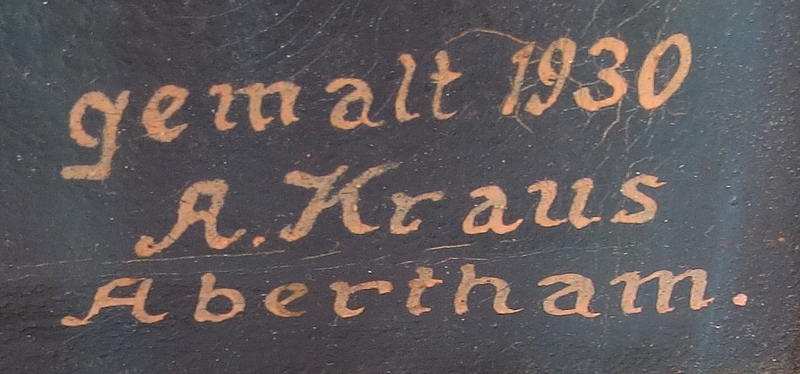 gemalt 1930
A. Kraus
Abertham.